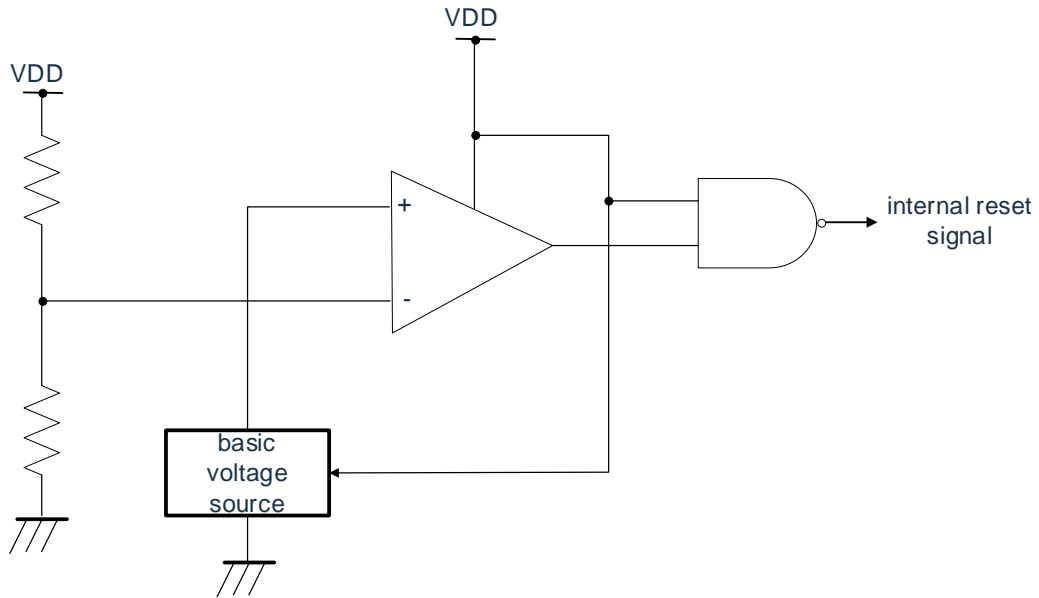 VDD
VDD
+
-
basic
voltage
source
internal reset
signal